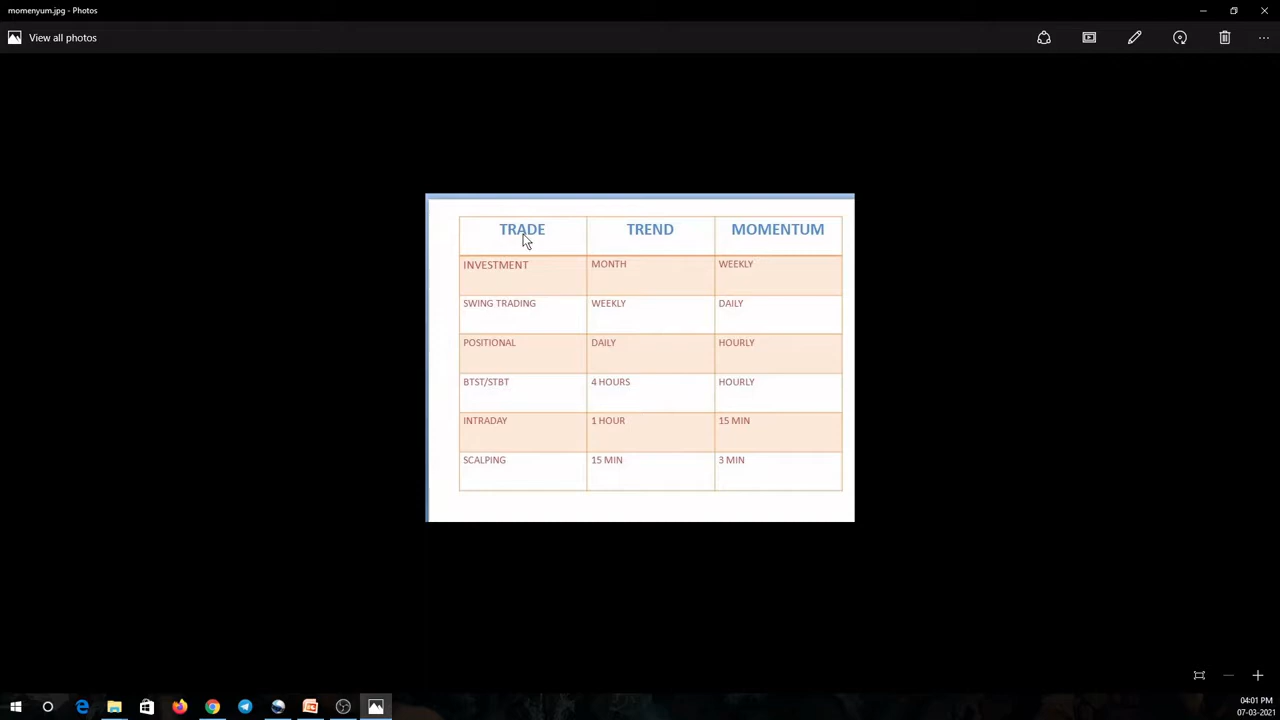 momenyum.jpg - Photos
View all photos
TRADE TREND MOMENTUM
INVESTMENT MONTH WEEKLY
SWING TRADING WEEKLY DAILY
POSITIONAL DAILY HOURLY
BTST/STBT 4 HOURS HOURLY
INTRADAY 1 HOUR 15 MIN
SCALPING 15 MIN 3 MIN
04:01 PM
07-03-2021